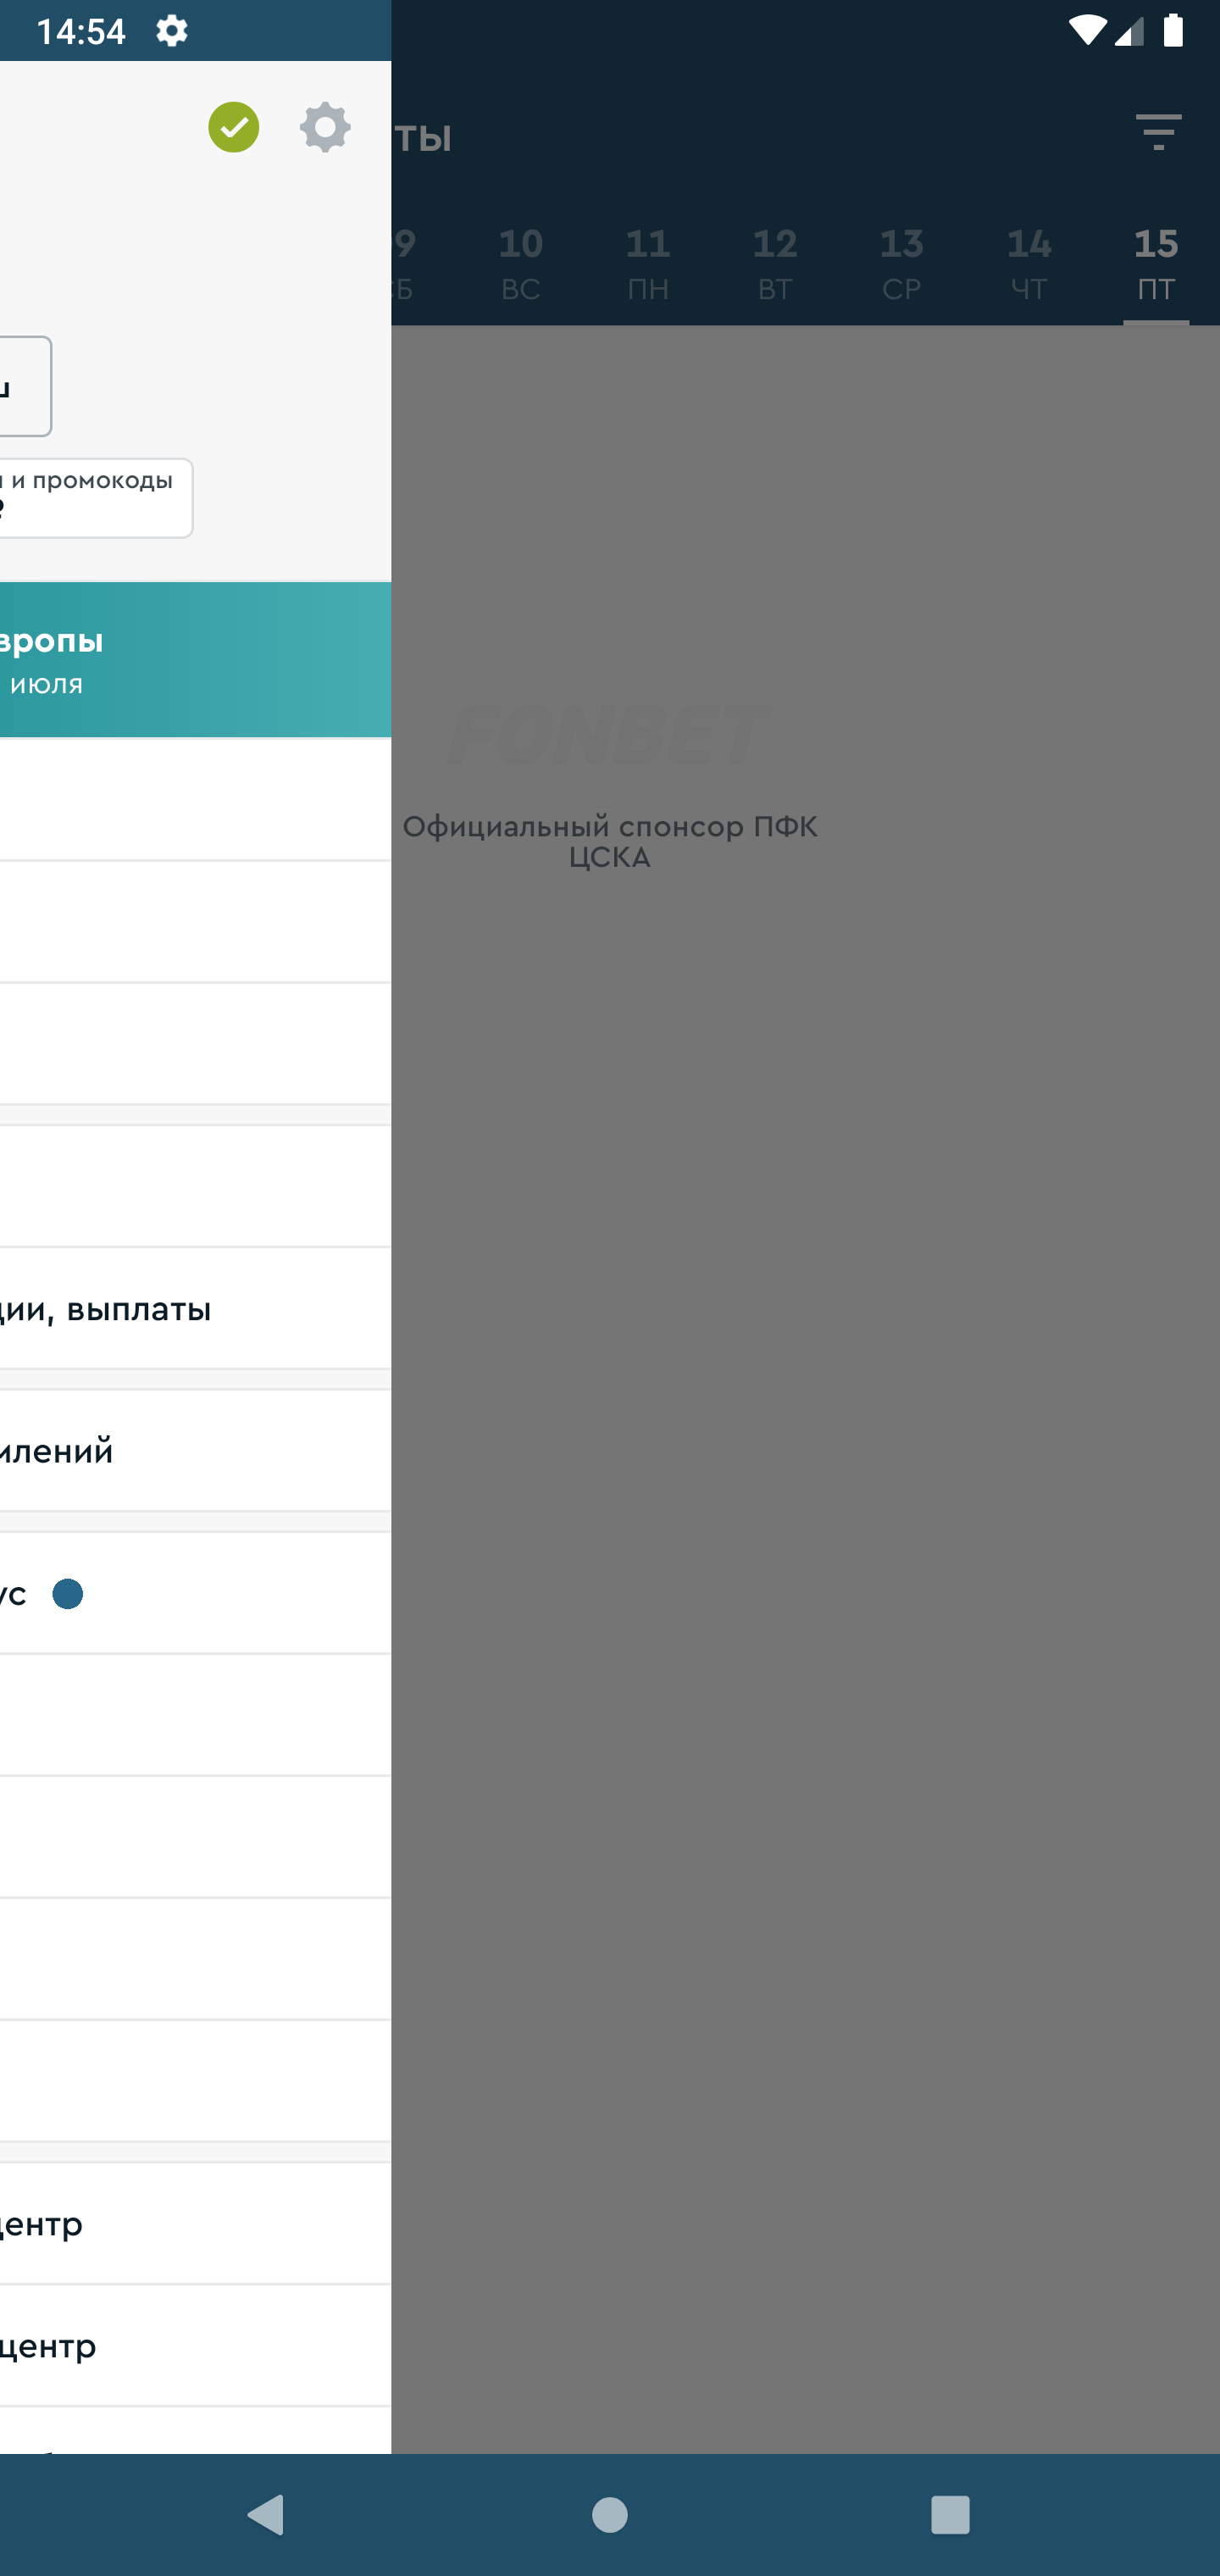 14:54
ты
9
10
11
12
13
14
15
СБ
ВС
ПН
ВТ
СР
ЧТ
ПТ
и промокоды
вропы
июля
FONBET
Официальный спонсор ПФК
ЦСКА
ции, выплаты
илений
ус
центр
центр